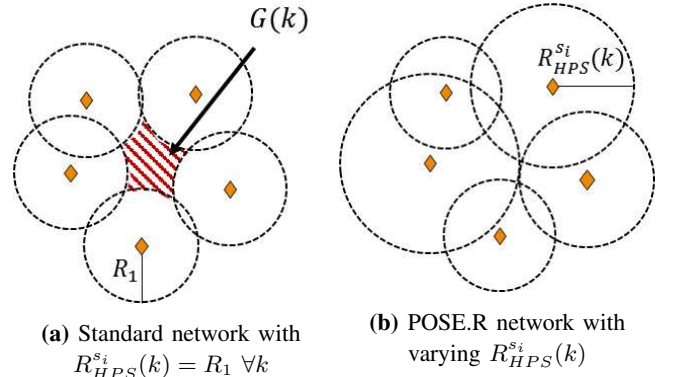 G(k)
R_{HPS}^{s_i}(k)
R_1
(a) Standard network with
R_{HPS}^{s_i}(k) = R_1 ∀k
(b) POSE.R network with
varying R_{HPS}^{s_i}(k)